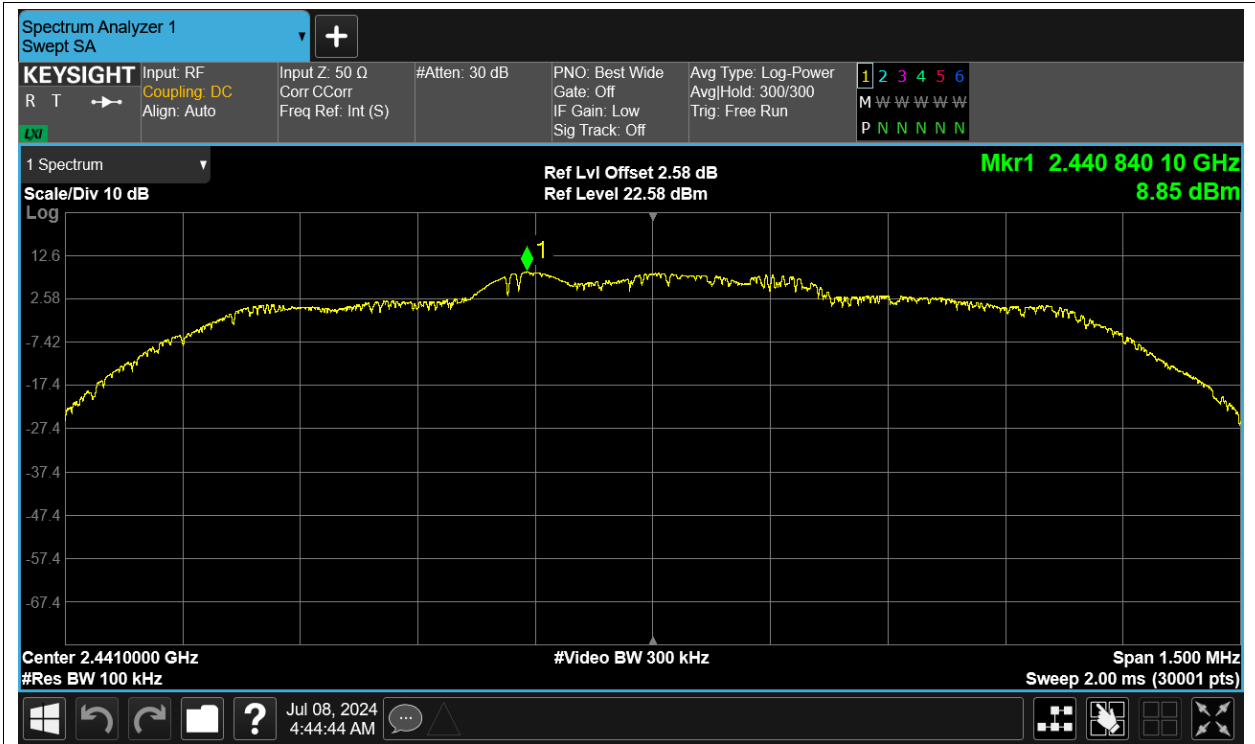 Spectrum Analyzer 1
Swept SA
KEYSIGHT
R T
LXI
Input: RF
Coupling: DC
Align: Auto
Input Z: 50 Ω
Corr CCorr
Freq Ref: Int (S)
#Atten: 30 dB
PNO: Best Wide
Gate: Off
IF Gain: Low
Sig Track: Off
Avg Type: Log-Power
Avg|Hold: 300/300
Trig: Free Run
1 2 3 4 5 6
M W W W W W
P N N N N N
1 Spectrum
Scale/Div 10 dB
Log
Ref Lvl Offset 2.58 dB
Ref Level 22.58 dBm
Mkr1 2.440 840 10 GHz
8.85 dBm
1
12.6
2.58
-7.42
-17.4
-27.4
-37.4
-47.4
-57.4
-67.4
Center 2.4410000 GHz
#Video BW 300 kHz
Span 1.500 MHz
#Res BW 100 kHz
Sweep 2.00 ms (30001 pts)
?
Jul 08, 2024
4:44:44 AM